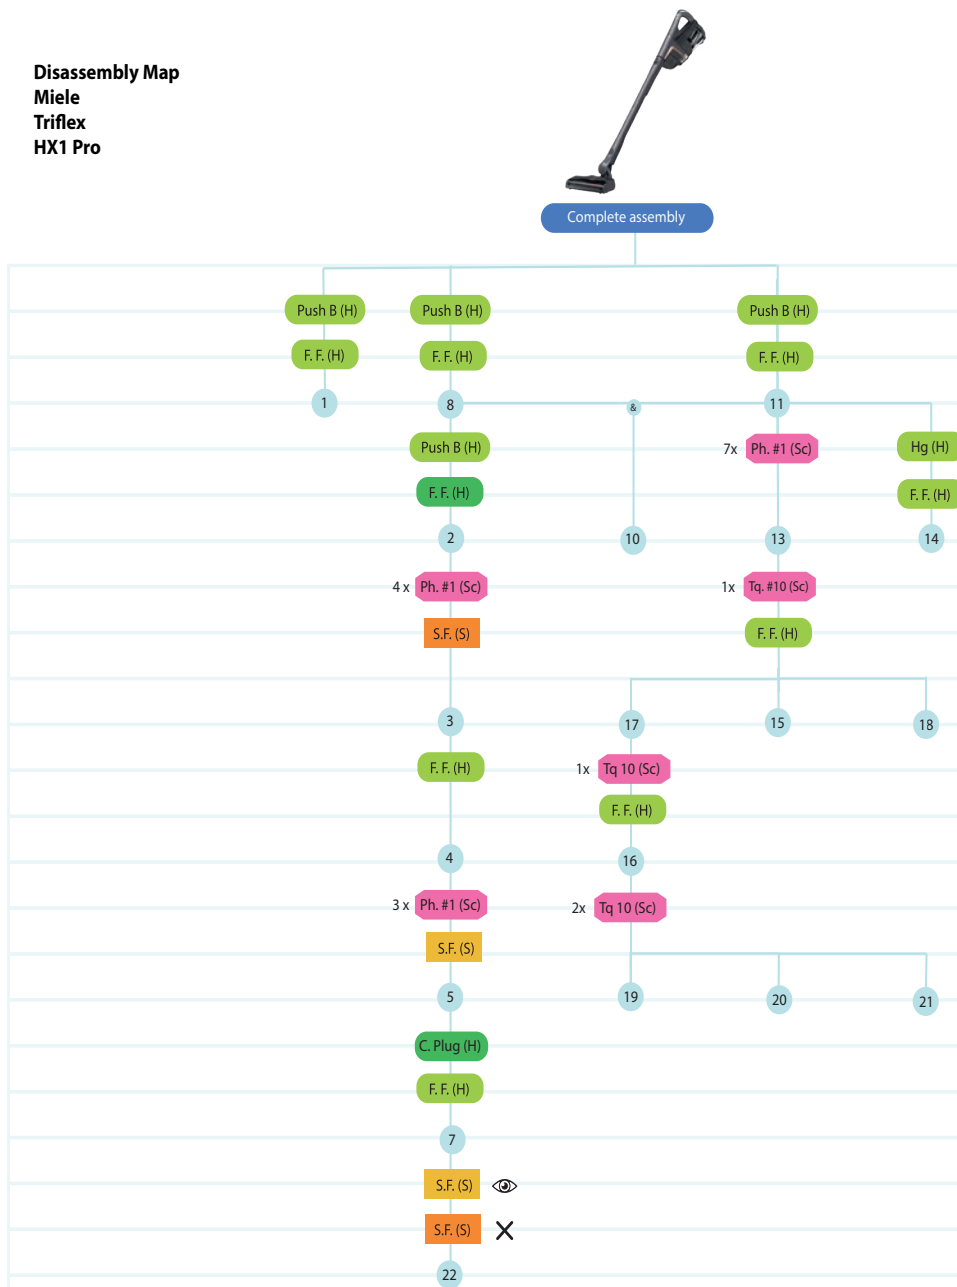 Disassembly Map
Miele
Triflex
HX1 Pro
Complete assembly
Push B (H)
Push B (H)
Push B (H)
F. F. (H)
F. F. (H)
F. F. (H)
1
8
&
11
Push B (H)
7x
Ph. #1 (Sc)
Hg (H)
F. F. (H)
F. F. (H)
2
10
13
14
4 x
Ph. #1 (Sc)
1x
Tq. #10 (Sc)
S.F. (S)
F. F. (H)
3
17
15
18
F. F. (H)
1x
Tq 10 (Sc)
F. F. (H)
4
16
3 x
Ph. #1 (Sc)
2x
Tq 10 (Sc)
S.F. (S)
5
19
20
21
C. Plug (H)
F. F. (H)
7
S.F. (S)
S.F. (S)
22